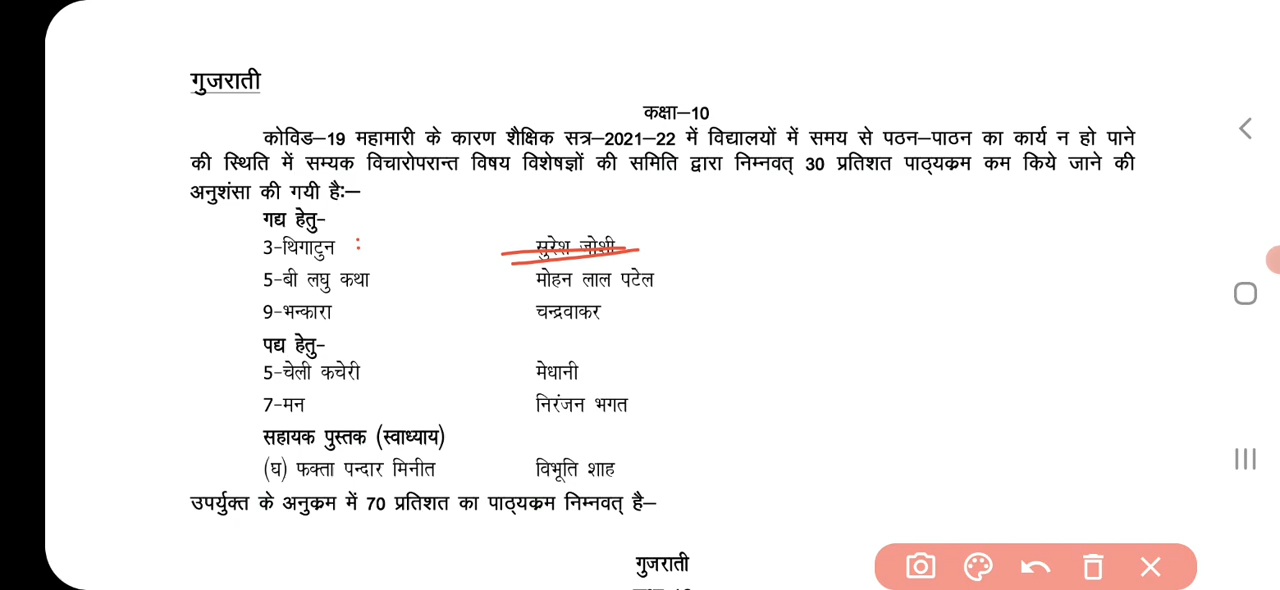 गुजराती
कक्षा–10
कोविड–19 महामारी के कारण शैक्षिक सत्र–2021–22 में विद्यालयों में समय से पठन–पाठन का कार्य न हो पाने
की स्थिति में सम्यक विचारोपरान्त विषय विशेषज्ञों की समिति द्वारा निम्नवत् 30 प्रतिशत पाठ्यक्रम कम किये जाने की
अनुशंसा की गयी है:–
गद्य हेतु-
3-थिगाटुन : सुरेश जोशी
5-बी लघु कथा मोहन लाल पटेल
9-भन्कारा चन्द्रवाकर
पद्य हेतु-
5-चेली कचेरी मेधानी
7-मन निरंजन भगत
सहायक पुस्तक (स्वाध्याय)
(घ) फक्ता पन्दार मिनीत विभूति शाह
उपर्युक्त के अनुक्रम में 70 प्रतिशत का पाठ्यक्रम निम्नवत् है–
गुजराती